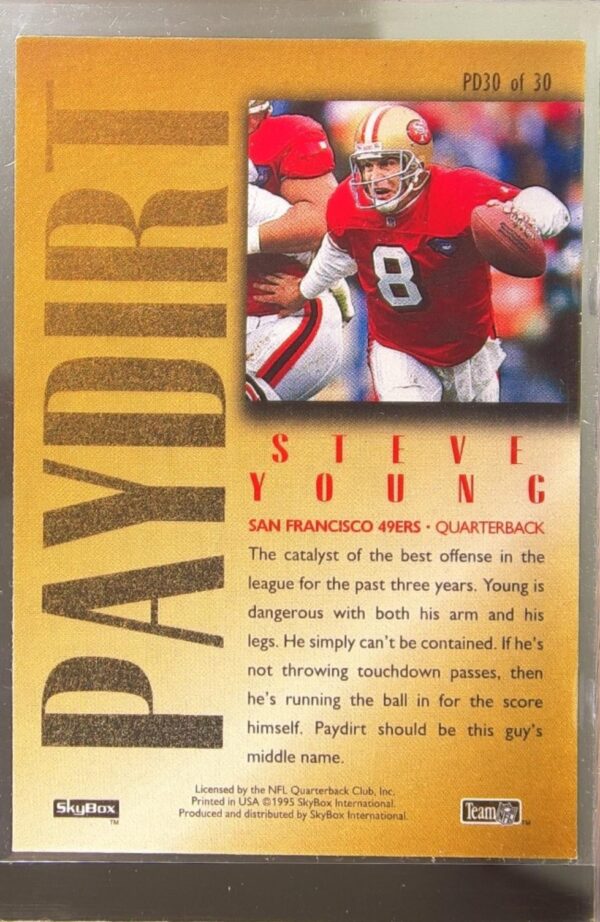 PD30 of 30
PAYDIRT
8
STEVE
YOUNG
SAN FRANCISCO 49ERS · QUARTERBACK
The catalyst of the best offense in the
league for the past three years. Young is
dangerous with both his arm and his
legs. He simply can't be contained. If he's
not throwing touchdown passes, then
he's running the ball in for the score
himself. Paydirt should be this guy's
middle name.
Licensed by the NFL Quarterback Club, Inc.
Printed in USA ©1995 SkyBox International.
Produced and distributed by SkyBox International.
SkyBox
TM
Team NFL
TM